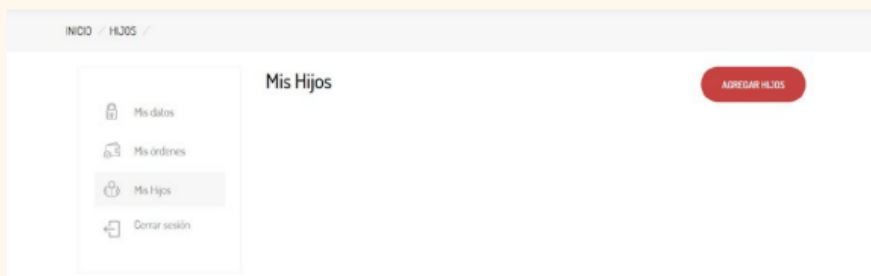 INICIO / HIJOS /
Mis Hijos
AGREGAR HIJOS
Mis datos
Mis órdenes
Mis Hijos
Cerrar sesión